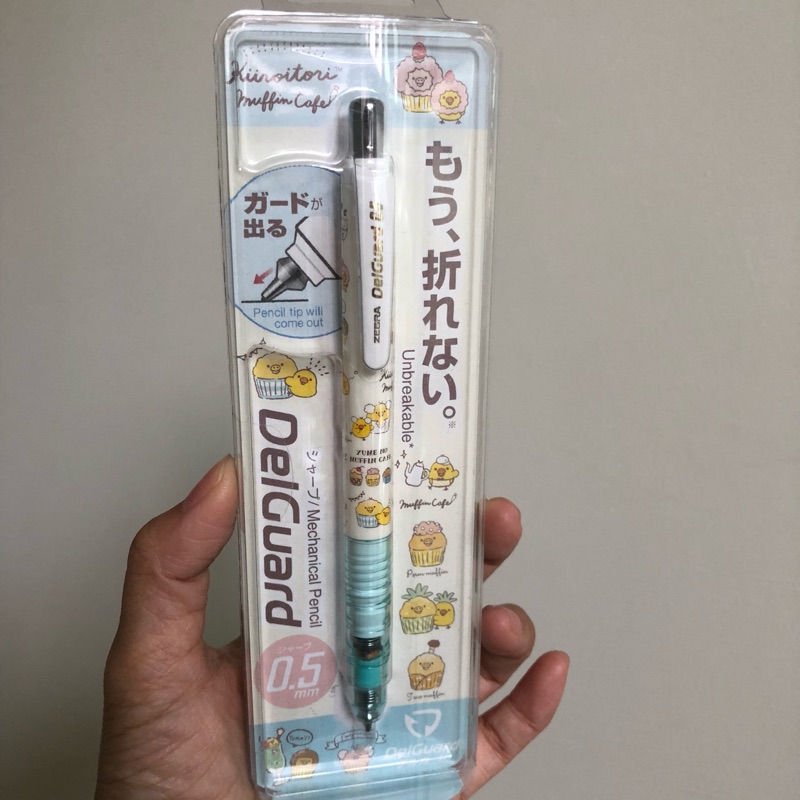 Kiiroitori
Muffin Cafe
もう、折れない。※
Unbreakable*
ガードが
出る
Pencil tip will
come out
ZEBRA DelGuard 0.5
YUME NO
MUFFIN CAFE
DelGuard
シャープ/Mechanical Pencil
シャープ
0.5
mm
Muffin Cafe
DelGuard